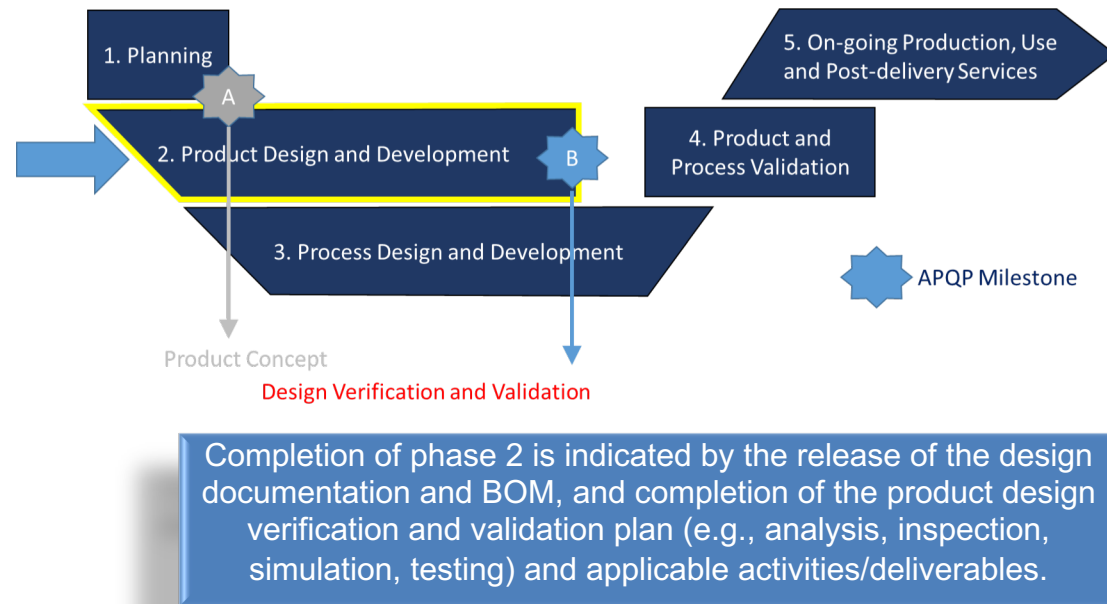 1. Planning
A
5. On-going Production, Use
and Post-delivery Services
2. Product Design and Development
B
4. Product and
Process Validation
3. Process Design and Development
APQP Milestone
Product Concept
Design Verification and Validation
Completion of phase 2 is indicated by the release of the design
documentation and BOM, and completion of the product design
verification and validation plan (e.g., analysis, inspection,
simulation, testing) and applicable activities/deliverables.